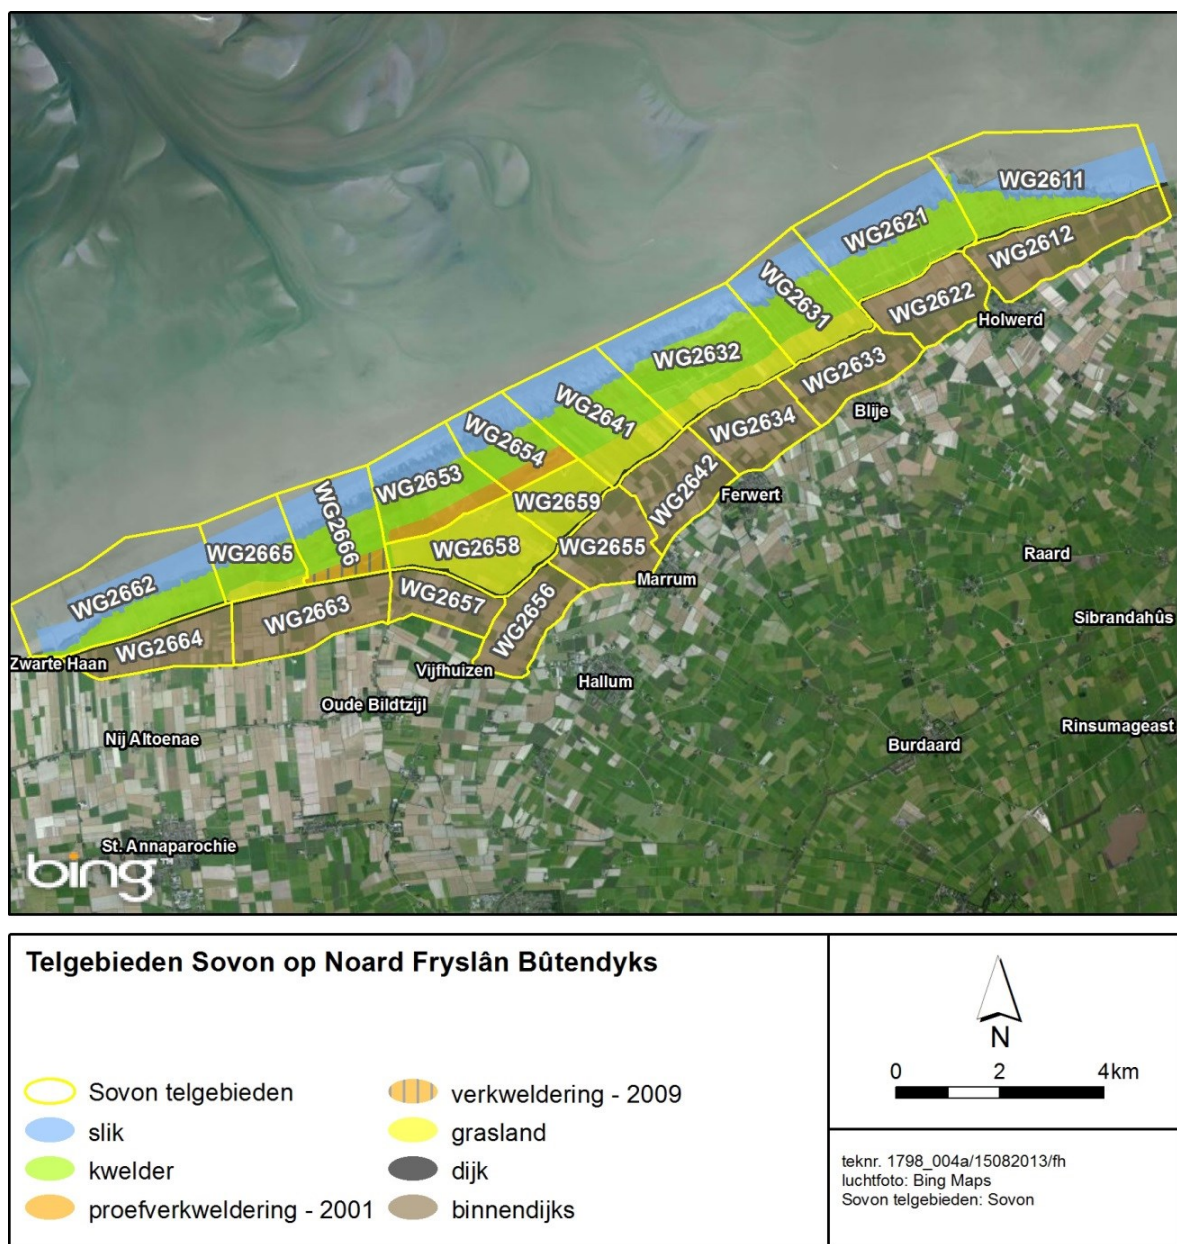 WG2611
WG2612
WG2621
WG2622
Holwerd
WG2631
WG2632
WG2633
Blije
WG2634
WG2641
WG2642
Ferwert
WG2654
WG2653
WG2659
WG2666
WG2665
WG2658
WG2655
Raard
Marrum
WG2662
WG2657
WG2656
WG2663
WG2664
Sibrandahûs
Zwarte Haan
Vijfhuizen
Hallum
Oude Bildtzijl
Rinsumageast
Nij Altoenae
Burdaard
St. Annaparochie
bing™
Telgebieden Sovon op Noard Fryslân Bûtendyks
Sovon telgebieden
slik
kwelder
proefverkweldering - 2001
verkweldering - 2009
grasland
dijk
binnendijks
N
0 2 4km
teknr. 1798_004a/15082013/fh
luchtfoto: Bing Maps
Sovon telgebieden: Sovon